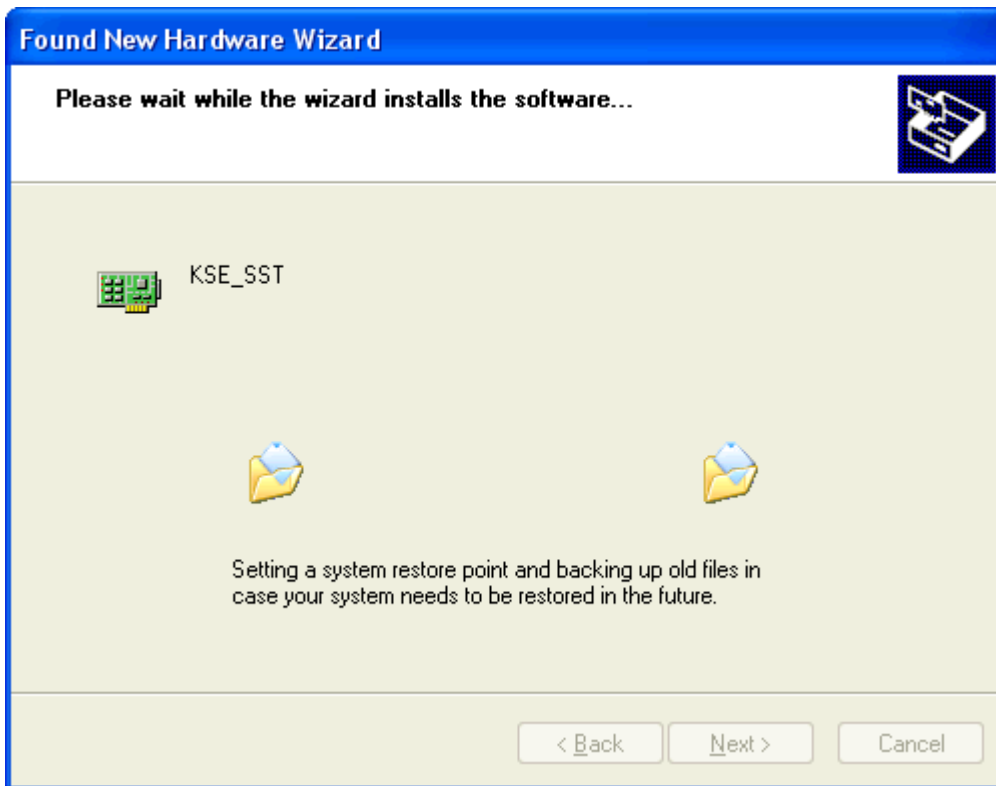 Found New Hardware Wizard
Please wait while the wizard installs the software...
KSE_SST
Setting a system restore point and backing up old files in
case your system needs to be restored in the future.
< Back
Next >
Cancel